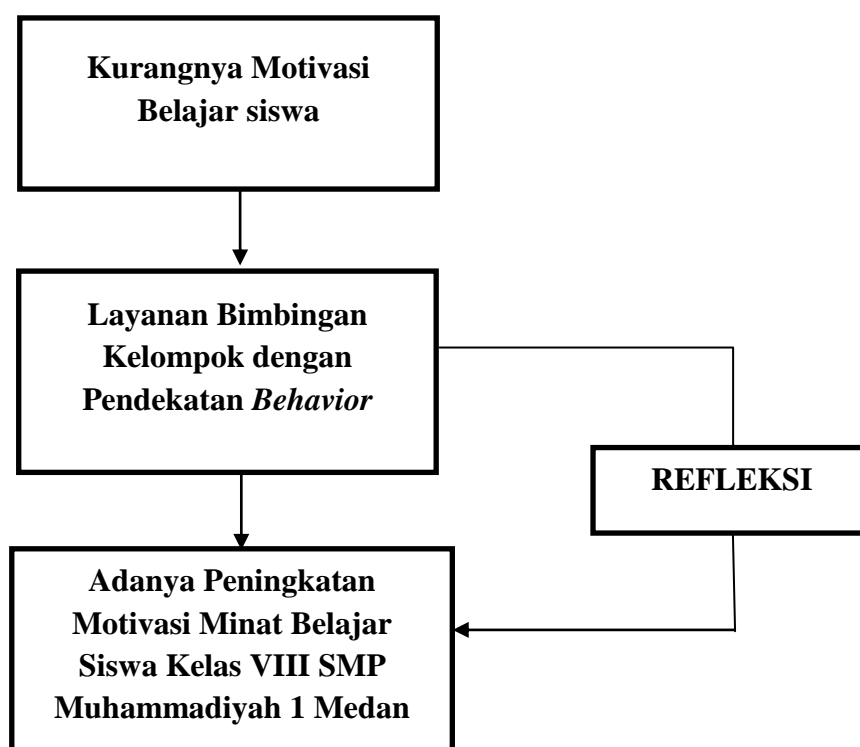 Kurangnya Motivasi
Belajar siswa
Layanan Bimbingan
Kelompok dengan
Pendekatan Behavior
REFLEKSI
Adanya Peningkatan
Motivasi Minat Belajar
Siswa Kelas VIII SMP
Muhammadiyah 1 Medan